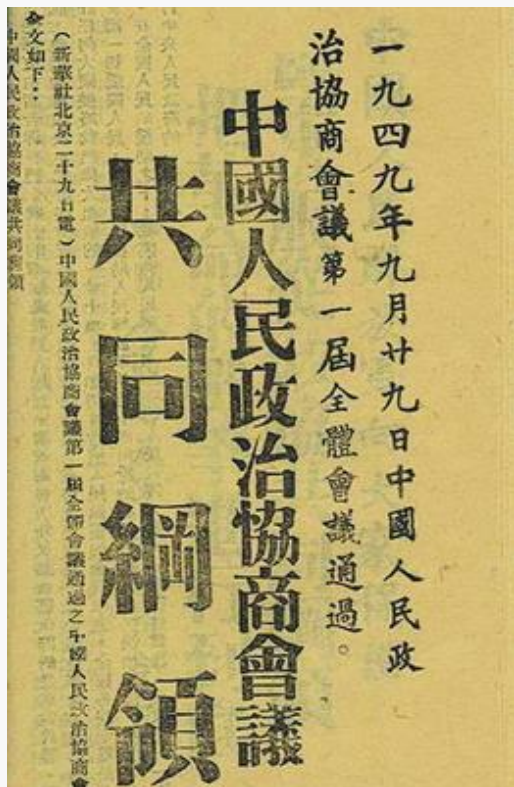 一九四九年九月廿九日中國人民政
治協商會議第一屆全體會議通過。
中國人民政治協商會議
共同綱領
(新華社北京二十九日電)中國人民政治協商會議第一屆全體會議通過之中國人民政治協商會
全文如下:
中國人民政治協商會議共同綱領